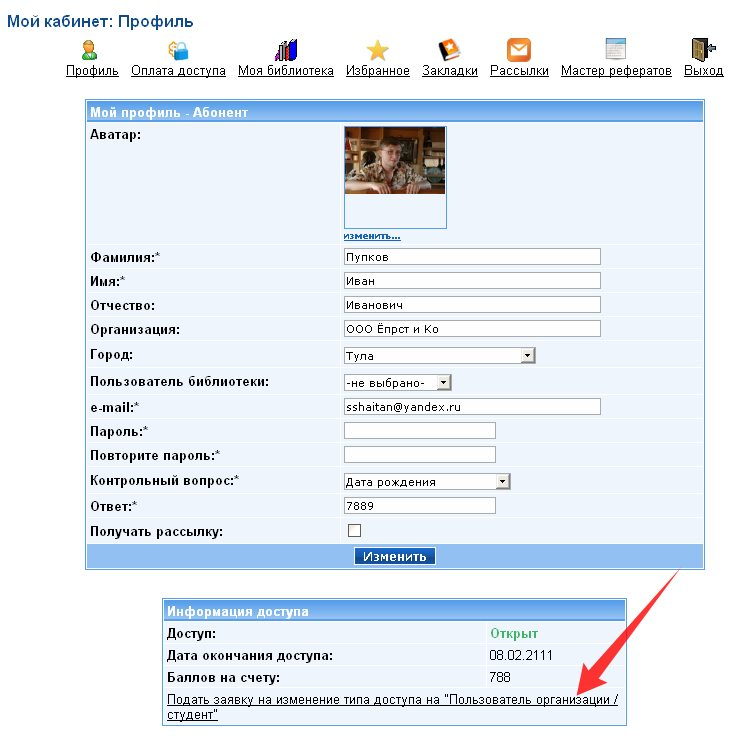 Мой кабинет: Профиль
Профиль Оплата доступа Моя библиотека Избранное Закладки Рассылки Мастер рефератов Выход
Мой профиль - Абонент
Аватар:
изменить...
Фамилия:* Пупков
Имя:* Иван
Отчество: Иванович
Организация: ООО Ёпрст и Ко
Город: Тула
Пользователь библиотеки: -не выбрано-
e-mail:* sshaitan@yandex.ru
Пароль:*
Повторите пароль:*
Контрольный вопрос:* Дата рождения
Ответ:* 7889
Получать рассылку:
Изменить
Информация доступа
Доступ: Открыт
Дата окончания доступа: 08.02.2111
Баллов на счету: 788
Подать заявку на изменение типа доступа на "Пользователь организации /
студент"